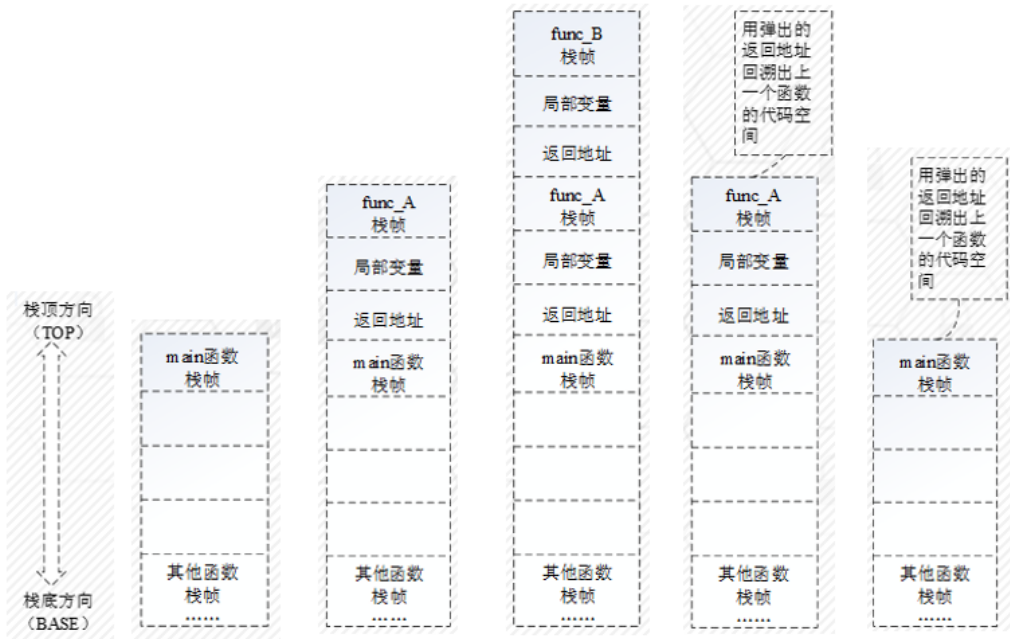 栈顶方向
（TOP）
栈底方向
（BASE）
main函数
栈帧
其他函数
栈帧
……
func_A
栈帧
局部变量
返回地址
main函数
栈帧
其他函数
栈帧
……
func_B
栈帧
局部变量
返回地址
func_A
栈帧
局部变量
返回地址
main函数
栈帧
其他函数
栈帧
……
用弹出的
返回地址
回溯出上
一个函数
的代码空
间
func_A
栈帧
局部变量
返回地址
main函数
栈帧
其他函数
栈帧
……
用弹出的
返回地址
回溯出上
一个函数
的代码空
间
main函数
栈帧
其他函数
栈帧
……